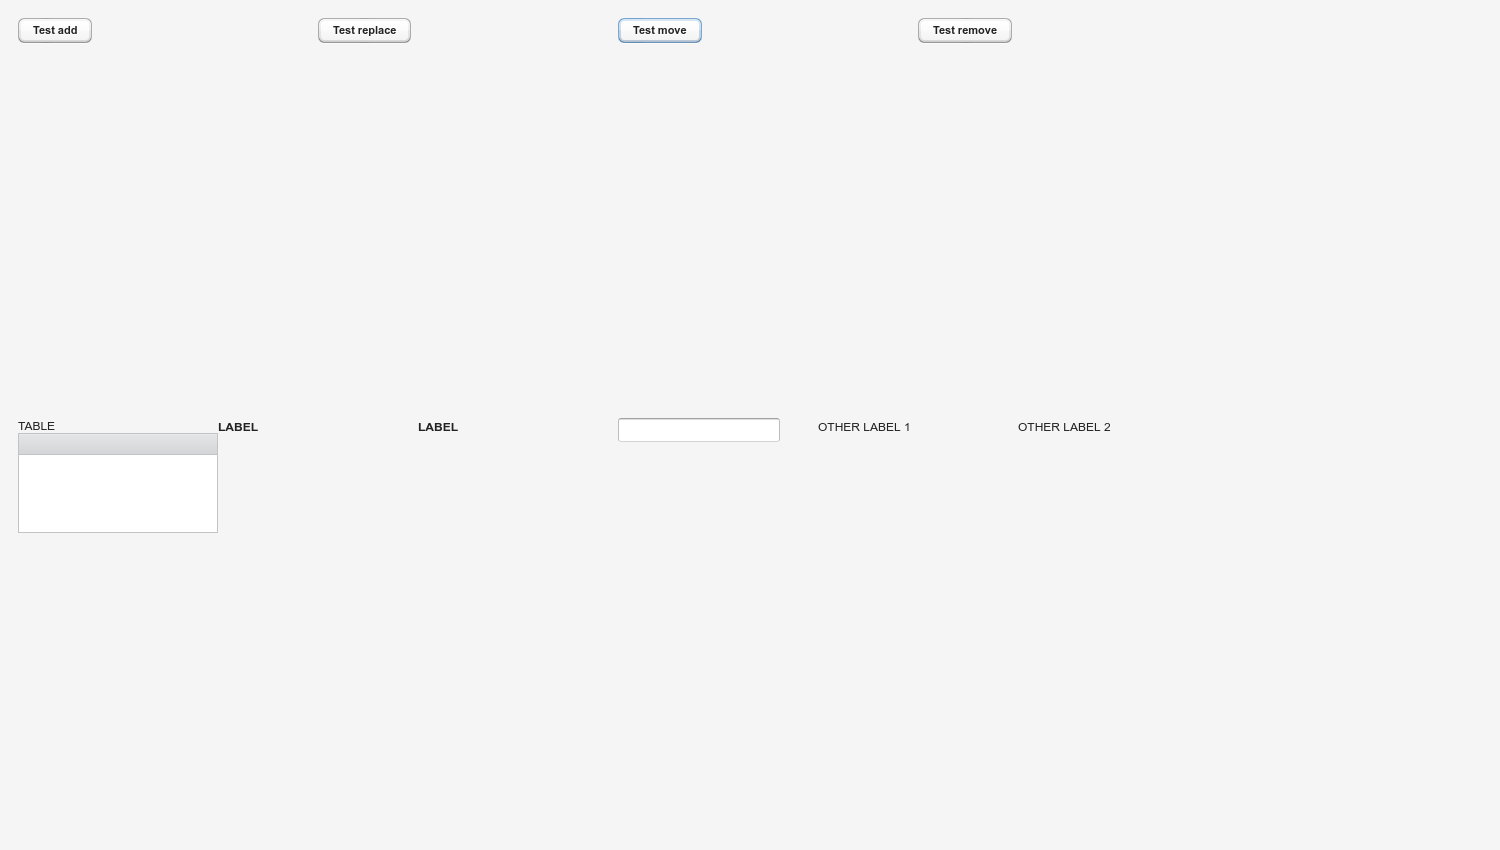 Test add
Test replace
Test move
Test remove
TABLE
LABEL
LABEL
OTHER LABEL 1
OTHER LABEL 2